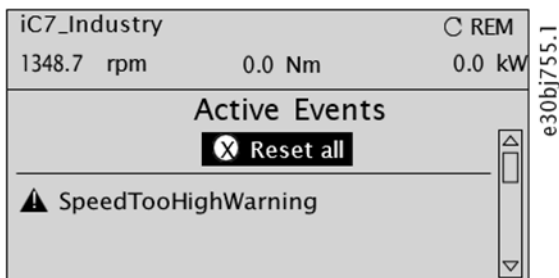 iC7_Industry REM
1348.7 rpm 0.0 Nm 0.0 kW
Active Events
X Reset all
SpeedTooHighWarning
e30bj755.1